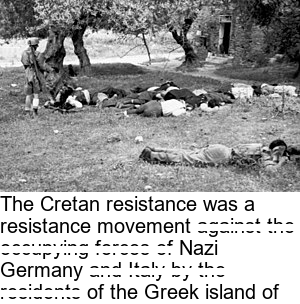 The Cretan resistance was a
resistance movement against the
occupying forces of Nazi
Germany and Italy by the
residents of the Greek island of